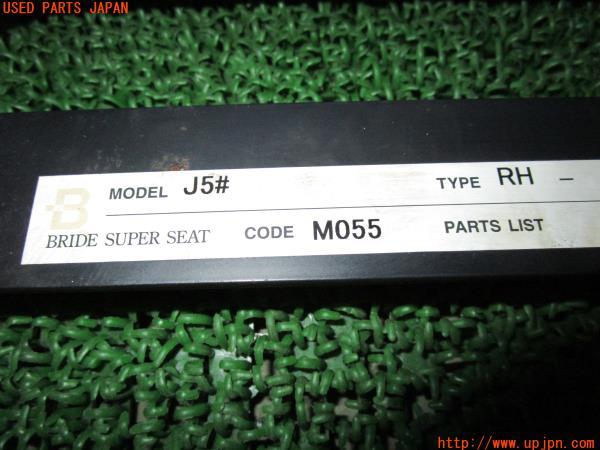 USED PARTS JAPAN
B
MODEL J5# TYPE RH -
BRIDE SUPER SEAT CODE M055 PARTS LIST
http://www.upjpn.com